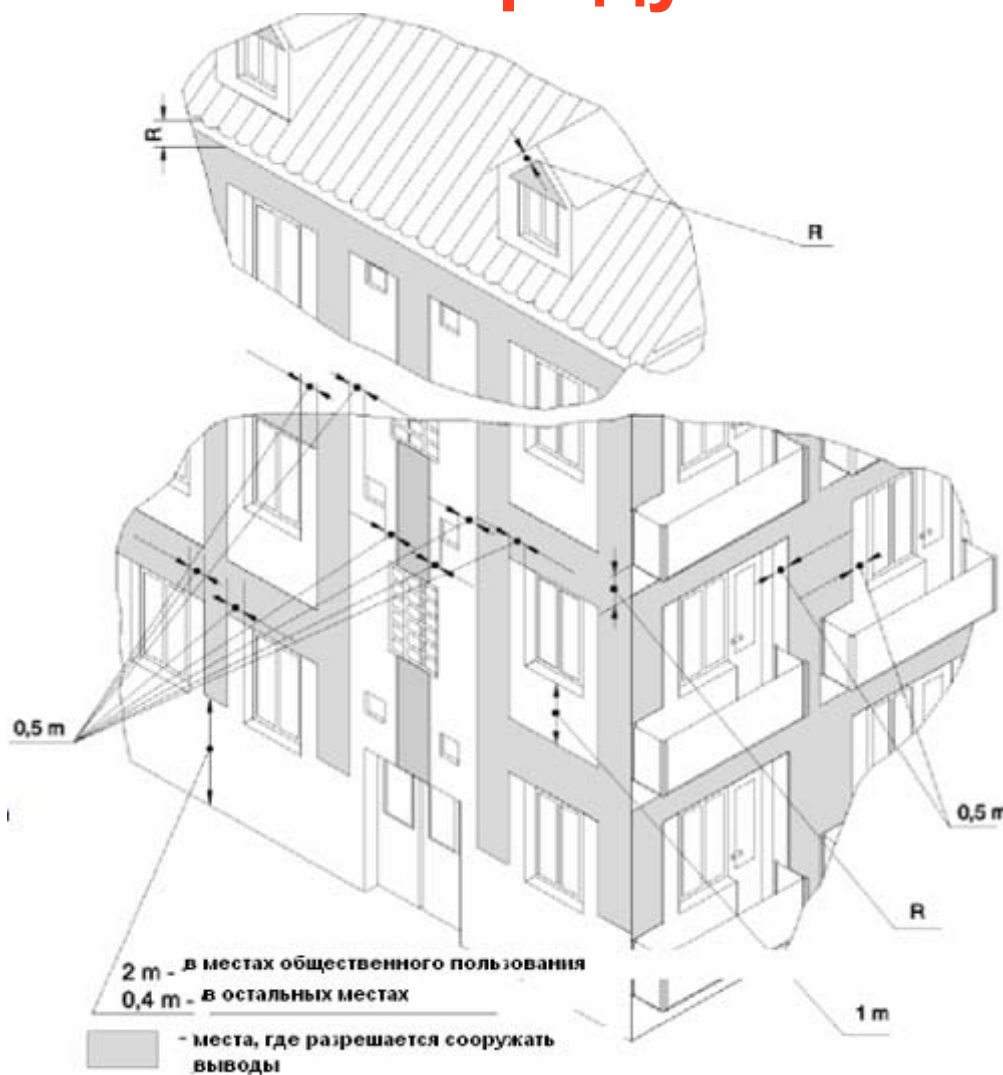 R
R
0,5 m
0,5 m
R
2 m - в местах общественного пользования
0,4 m - в остальных местах
1 m
- места, где разрешается сооружать
выводы